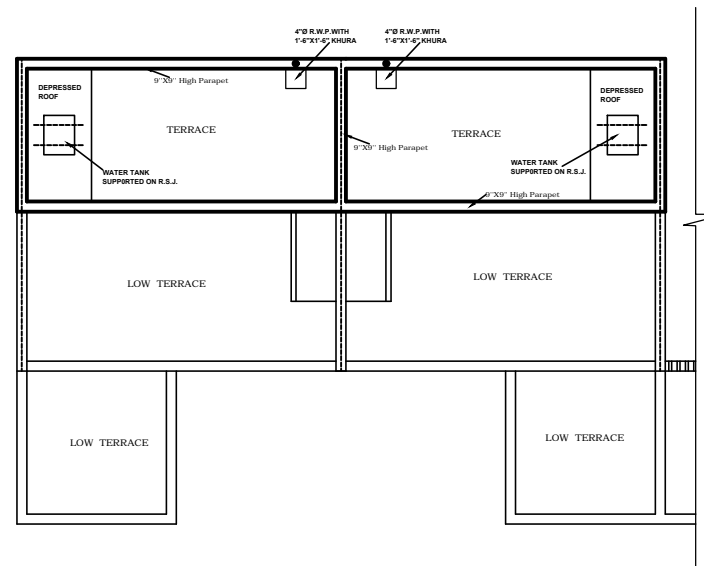 4"Ø R.W.P.WITH
1'-6"X1'-6" KHURA
4"Ø R.W.P.WITH
1'-6"X1'-6" KHURA
9"X9" High Parapet
DEPRESSED
ROOF
DEPRESSED
ROOF
TERRACE
TERRACE
9"X9" High Parapet
WATER TANK
SUPPORTED ON R.S.J.
WATER TANK
SUPPORTED ON R.S.J.
9"X9" High Parapet
LOW TERRACE
LOW TERRACE
LOW TERRACE
LOW TERRACE